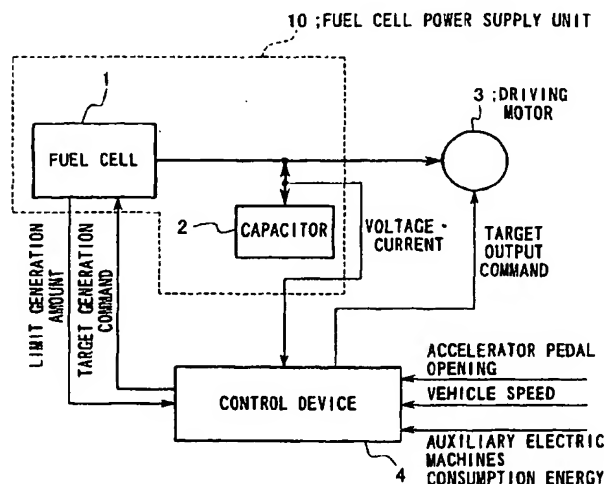 10 ;FUEL CELL POWER SUPPLY UNIT
1
3 ;DRIVING
MOTOR
FUEL CELL
2
CAPACITOR
VOLTAGE ·
CURRENT
TARGET
OUTPUT
COMMAND
LIMIT GENERATION
AMOUNT
TARGET GENERATION
COMMAND
ACCELERATOR PEDAL
OPENING
VEHICLE SPEED
CONTROL DEVICE
AUXILIARY ELECTRIC
MACHINES
CONSUMPTION ENERGY
4